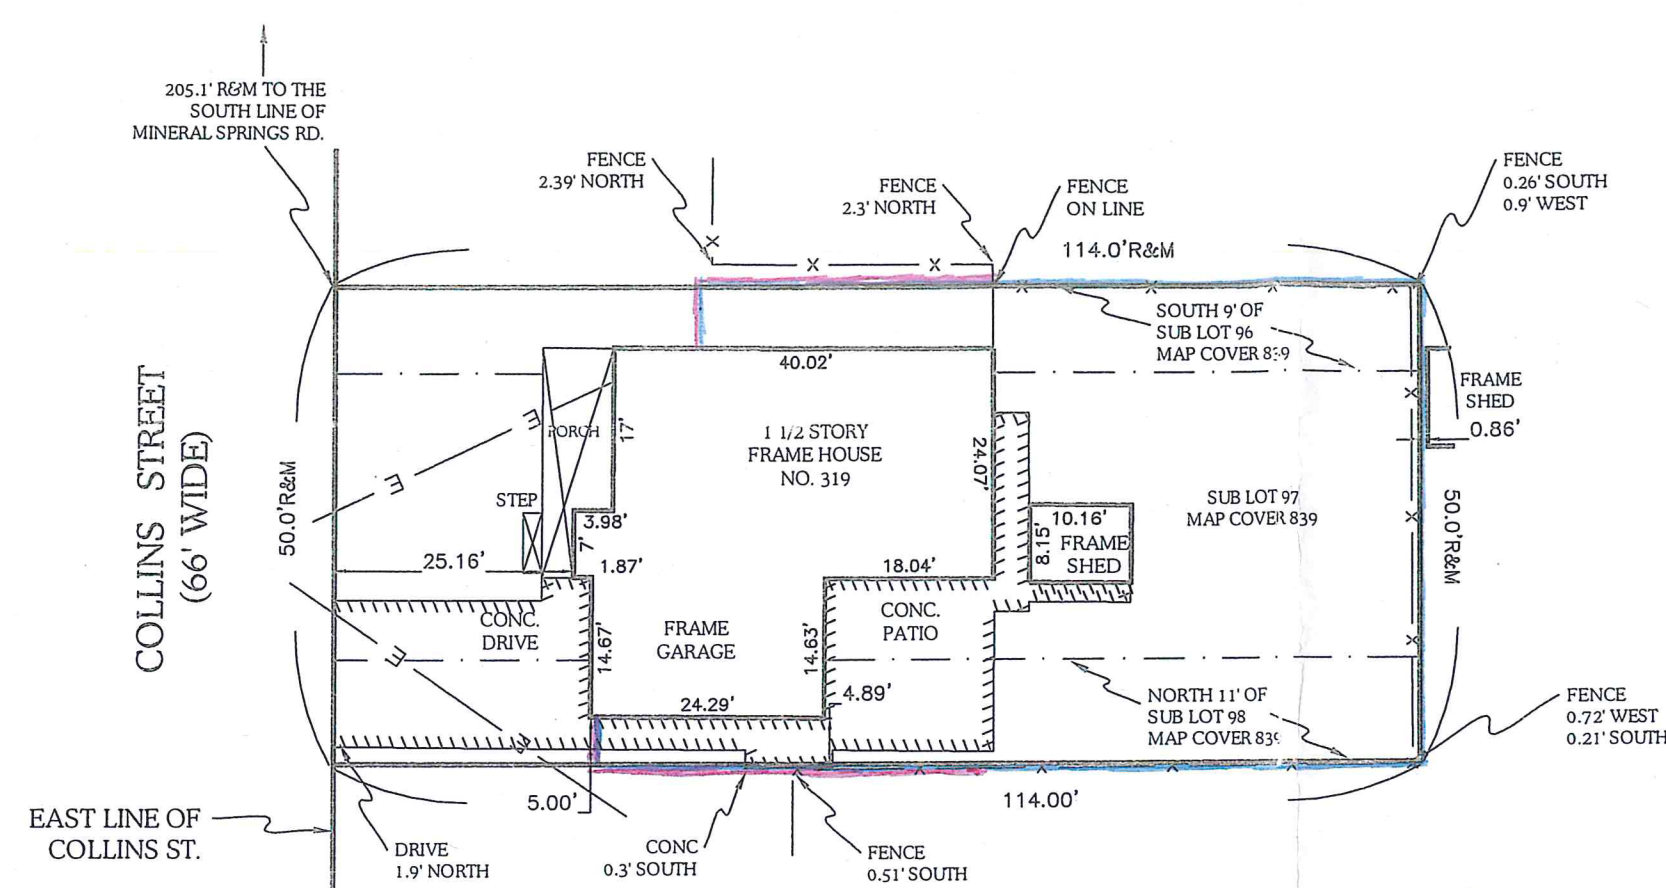 205.1' R&M TO THE
SOUTH LINE OF
MINERAL SPRINGS RD.
FENCE
2.39' NORTH
FENCE
2.3' NORTH
FENCE
ON LINE
114.0'R&M
FENCE
0.26' SOUTH
0.9' WEST
SOUTH 9' OF
SUB LOT 96
MAP COVER 839
40.02'
FRAME
SHED
0.86'
COLLINS STREET
(66' WIDE)
50.0'R&M
E
E
E
E
PORCH
17'
1 1/2 STORY
FRAME HOUSE
NO. 319
24.07'
STEP
3.98'
7'
1.87'
25.16'
10.16'
8.15'
FRAME
SHED
SUB LOT 97
MAP COVER 839
50.0'R&M
18.04'
CONC.
DRIVE
14.67'
FRAME
GARAGE
14.63'
CONC.
PATIO
4.89'
24.29'
NORTH 11' OF
SUB LOT 98
MAP COVER 839
FENCE
0.72' WEST
0.21' SOUTH
5.00'
114.00'
EAST LINE OF
COLLINS ST.
DRIVE
1.9' NORTH
CONC
0.3' SOUTH
FENCE
0.51' SOUTH